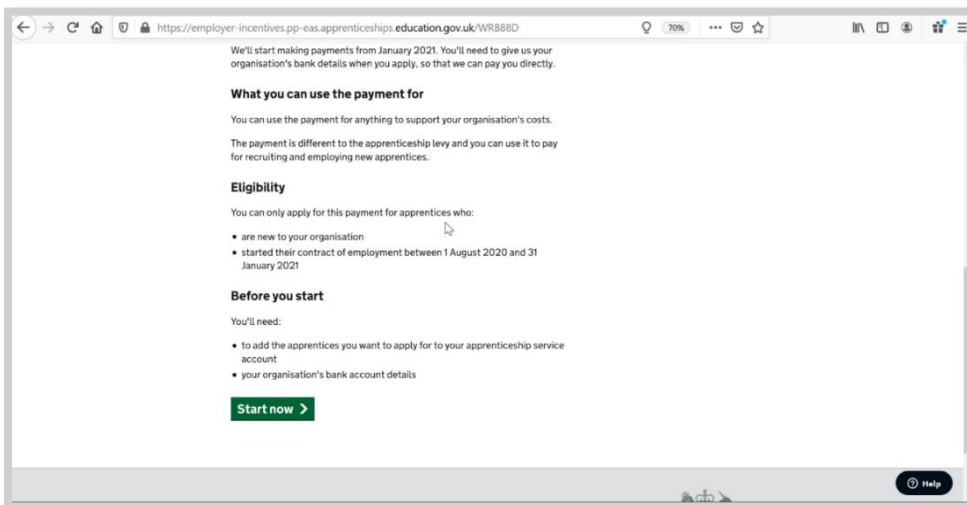 https://employer-incentives.pp-eas.apprenticeships.education.gov.uk/WRB88D
70%
We'll start making payments from January 2021. You'll need to give us your
organisation's bank details when you apply, so that we can pay you directly.
What you can use the payment for
You can use the payment for anything to support your organisation's costs.
The payment is different to the apprenticeship levy and you can use it to pay
for recruiting and employing new apprentices.
Eligibility
You can only apply for this payment for apprentices who:
• are new to your organisation
• started their contract of employment between 1 August 2020 and 31
January 2021
Before you start
You'll need:
• to add the apprentices you want to apply for to your apprenticeship service
account
• your organisation's bank account details
Start now
Help